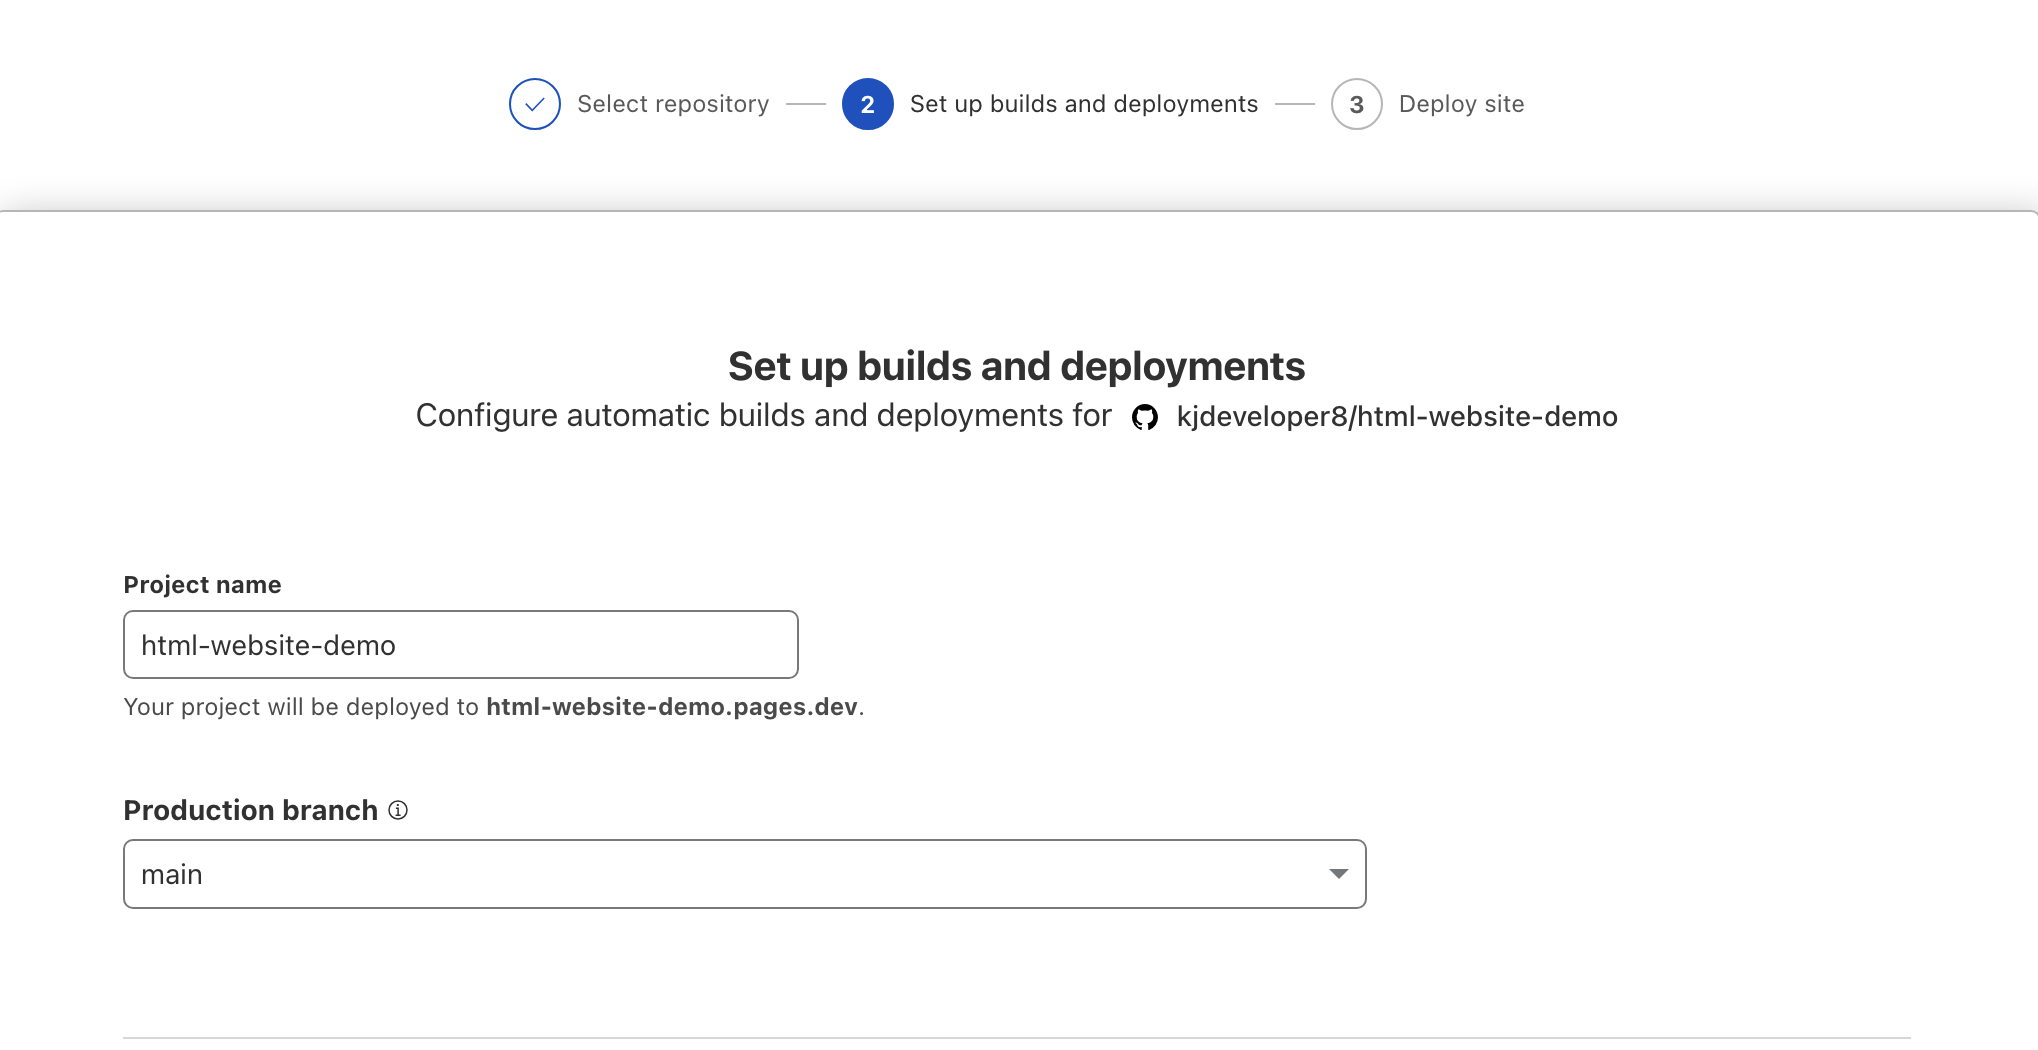 Select repository 2 Set up builds and deployments 3 Deploy site
Set up builds and deployments
Configure automatic builds and deployments for kjdeveloper8/html-website-demo
Project name
html-website-demo
Your project will be deployed to html-website-demo.pages.dev.
Production branch
main